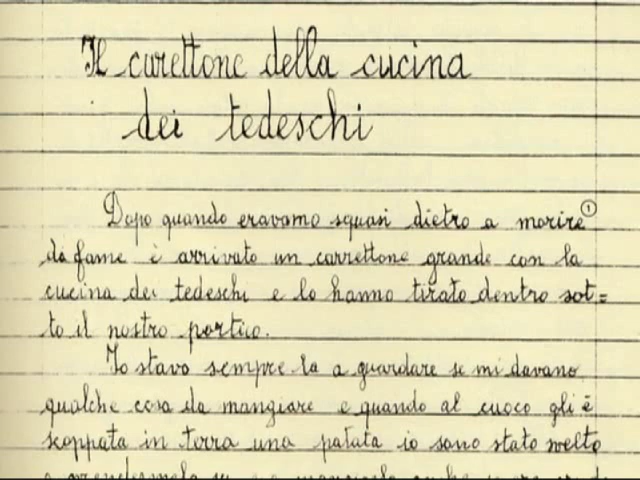 Il carettone della cucina
dei tedeschi
Dopo quando eravamo squasi dietro a morire ①
da fame è arrivato un carrettone grande con la
cucina dei tedeschi e lo hanno tirato dentro sot=
to il nostro portico.
Io stavo sempre la a guardare se mi davano
qualche cosa da mangiare e quando al cuoco gli è
scappata in terra una patata io sono stato svelto